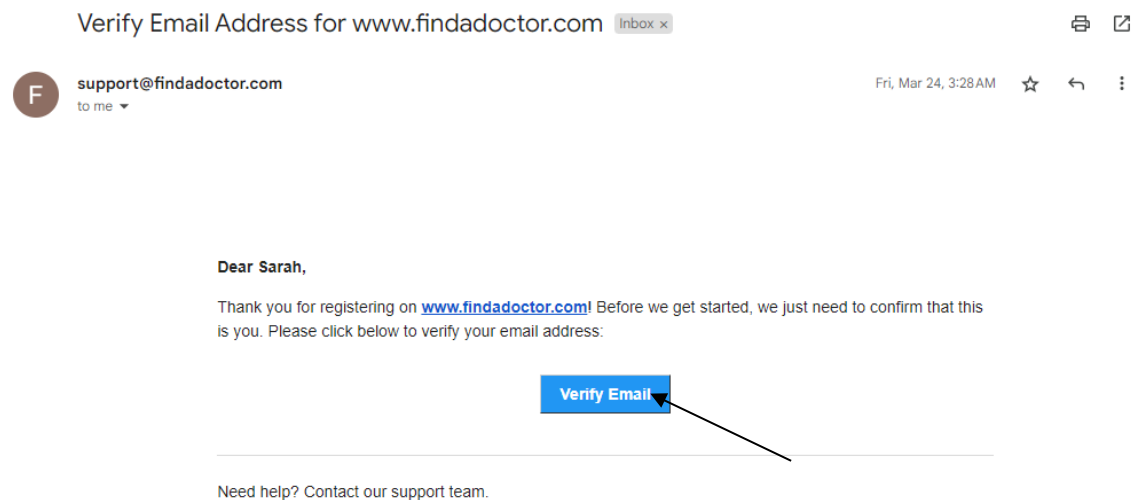 Verify Email Address for www.findadoctor.com Inbox ×
F
support@findadoctor.com Fri, Mar 24, 3:28 AM
to me
Dear Sarah,
Thank you for registering on www.findadoctor.com! Before we get started, we just need to confirm that this
is you. Please click below to verify your email address:
Verify Email
Need help? Contact our support team.